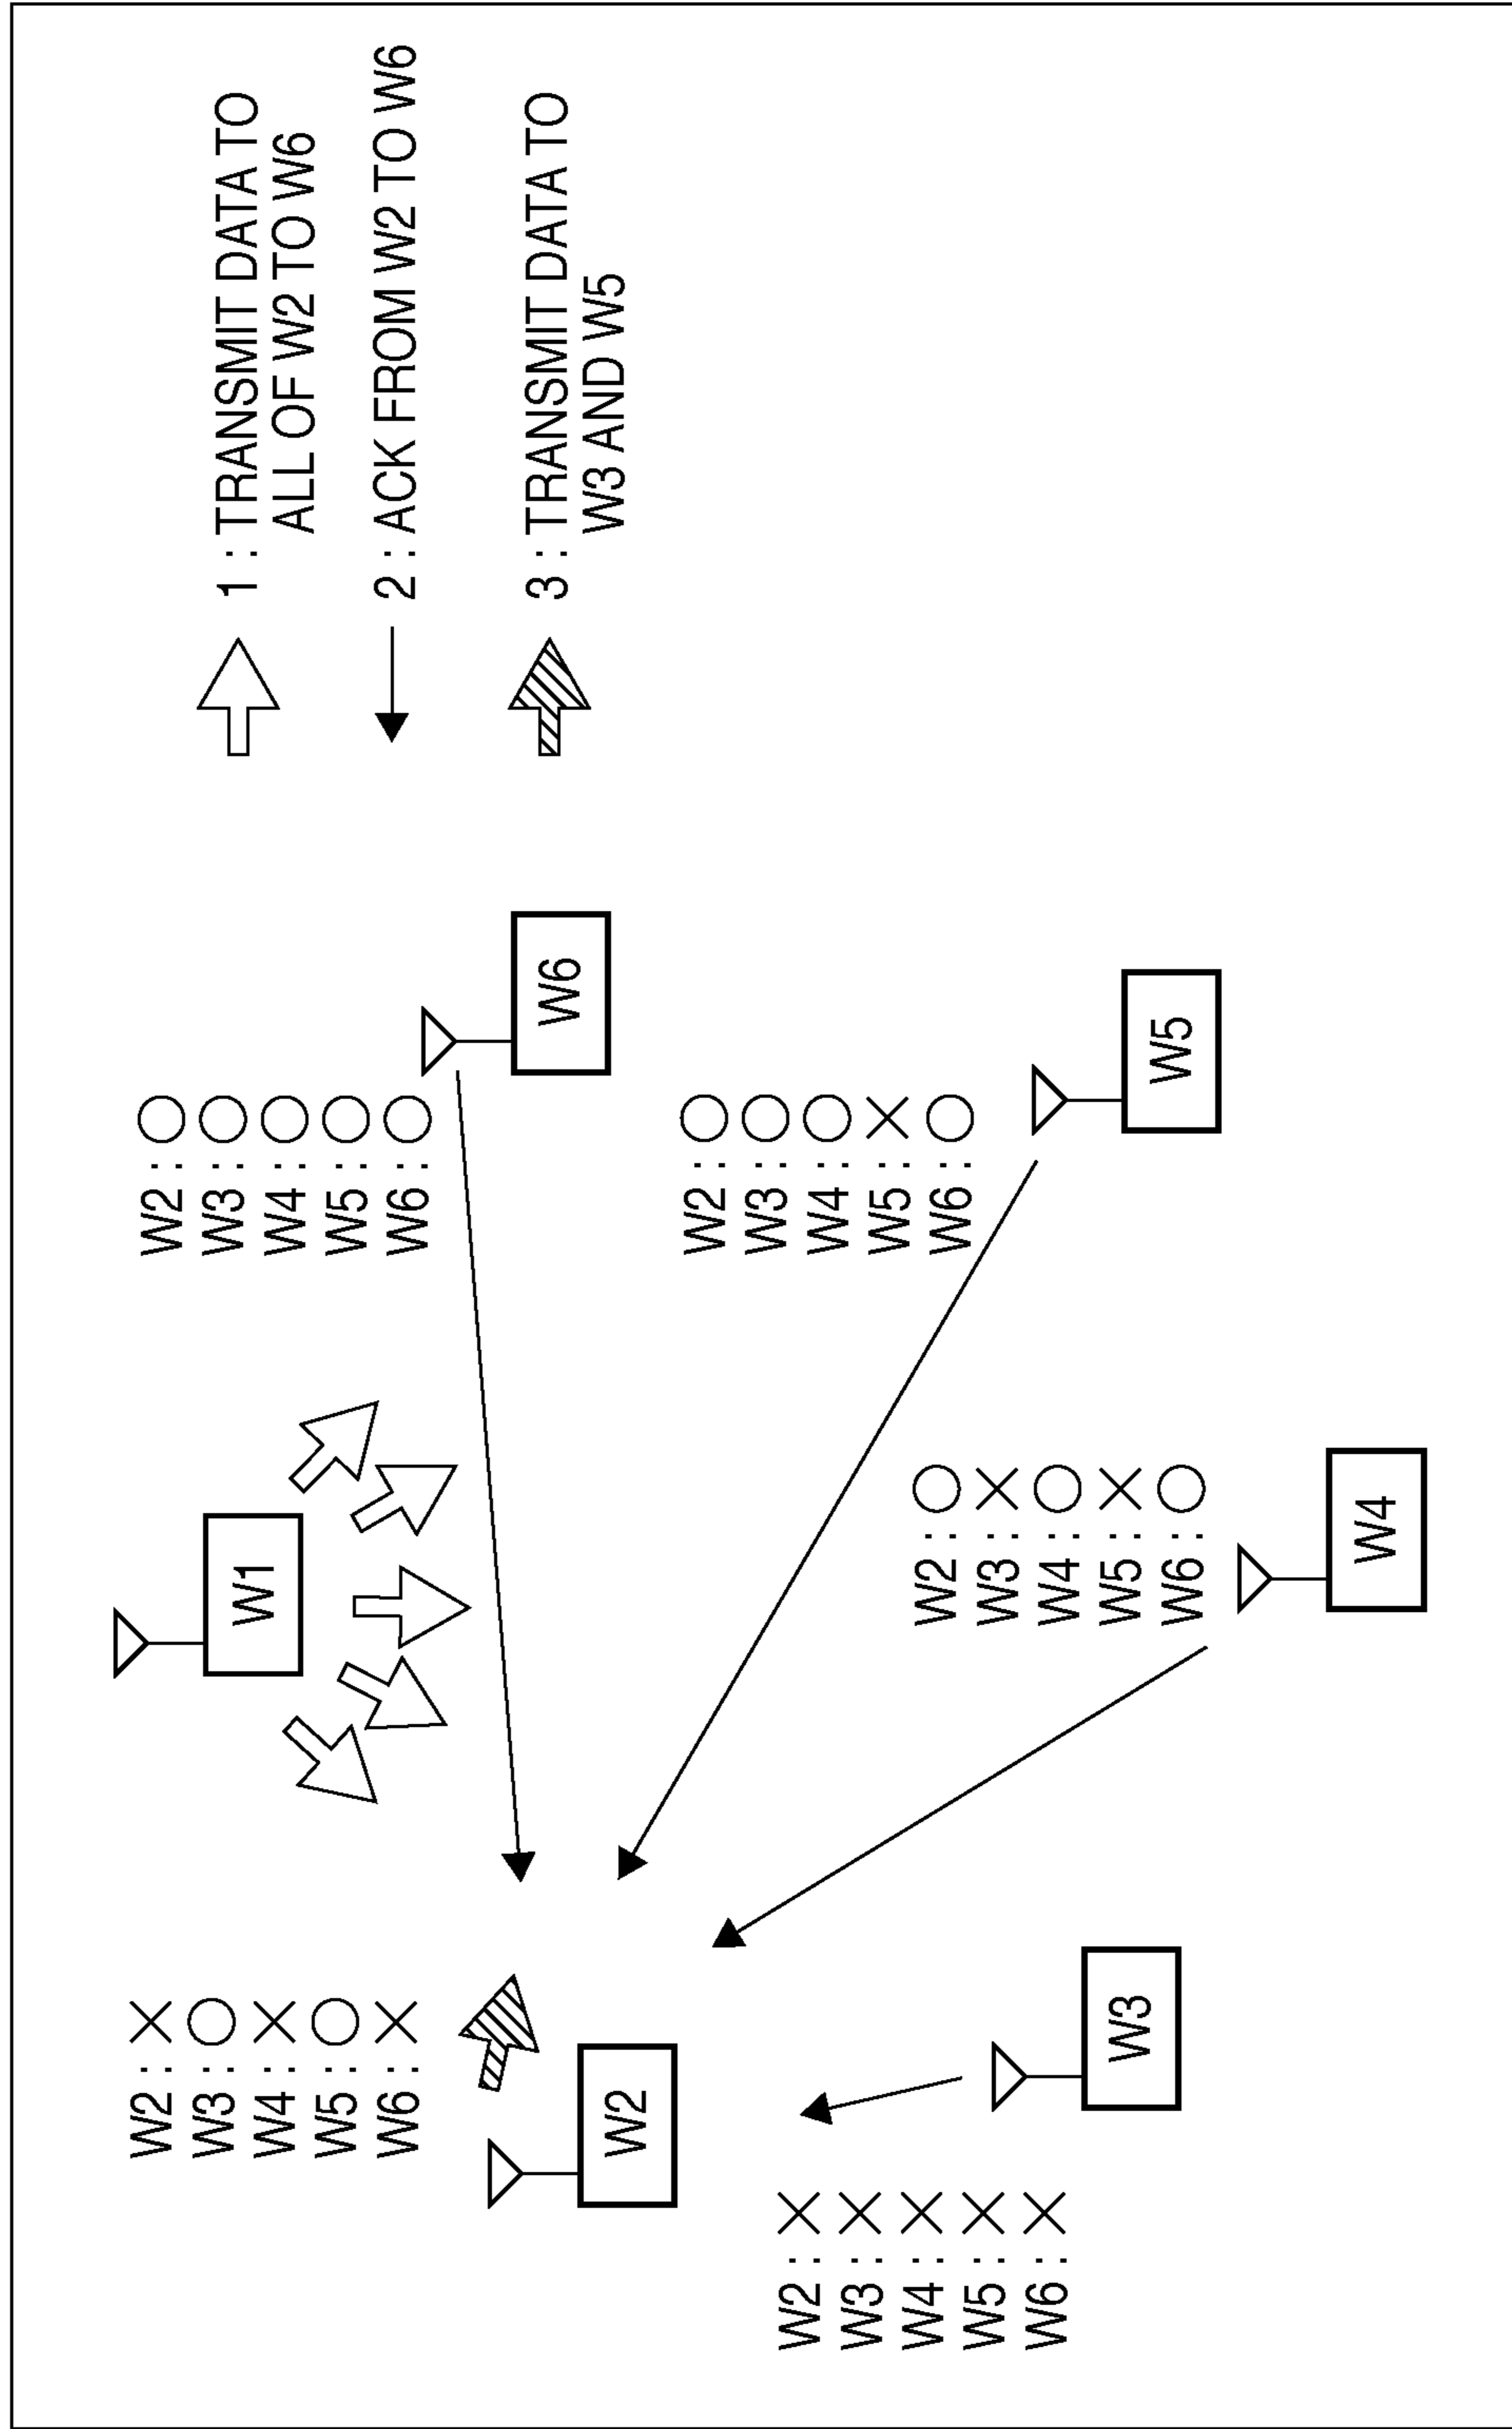 W2 : ×
W3 : ○
W4 : ×
W5 : ○
W6 : ×
W1
W2 : ○
W3 : ○
W4 : ○
W5 : ○
W6 : ○
1 : TRANSMIT DATA TO
ALL OF W2 TO W6
2 : ACK FROM W2 TO W6
3 : TRANSMIT DATA TO
W3 AND W5
W2
W6
W2 : ×
W3 : ×
W4 : ×
W5 : ×
W6 : ×
W3
W2 : ○
W3 : ×
W4 : ○
W5 : ×
W6 : ○
W4
W2 : ○
W3 : ○
W4 : ○
W5 : ×
W6 : ○
W5